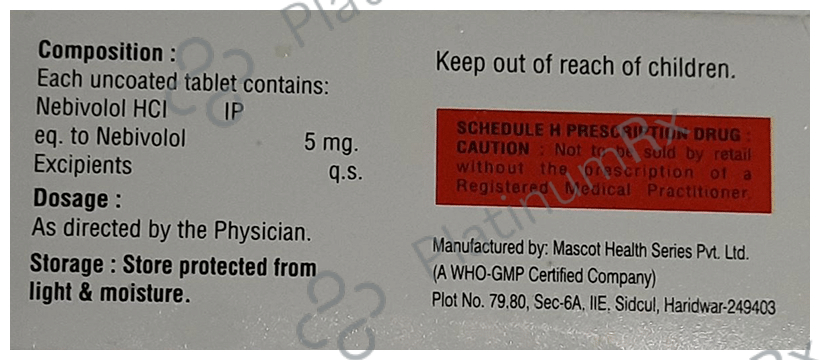 Composition :
Each uncoated tablet contains:
Nebivolol HCl IP
eq. to Nebivolol 5 mg.
Excipients q.s.
Dosage :
As directed by the Physician.
Storage : Store protected from
light & moisture.
Keep out of reach of children.
SCHEDULE H PRESCRIPTION DRUG :
CAUTION : Not to be sold by retail
without the prescription of a
Registered Medical Practitioner.
Manufactured by: Mascot Health Series Pvt. Ltd.
(A WHO-GMP Certified Company)
Plot No. 79,80, Sec-6A, IIE, Sidcul, Haridwar-249403
PlatinumRx